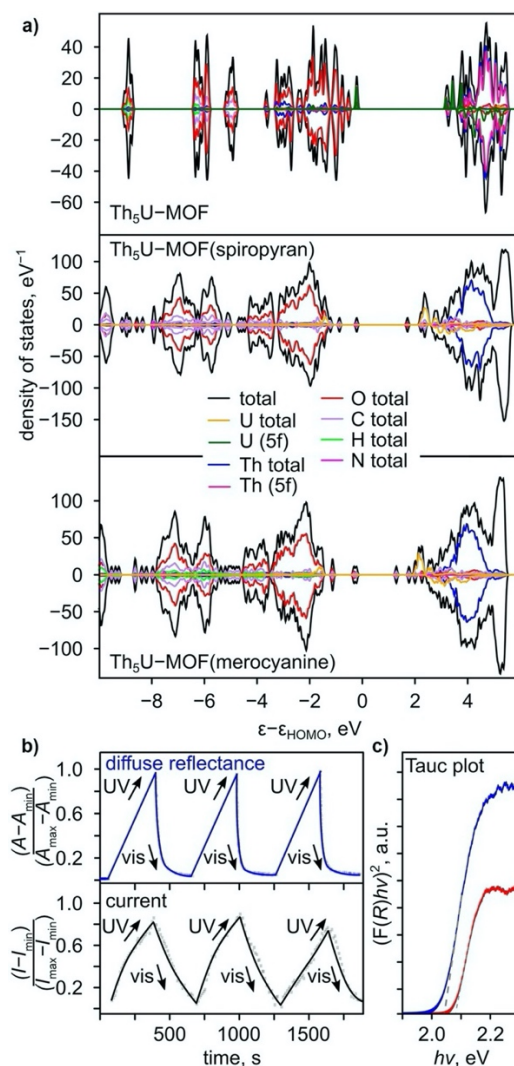 a)
40
20
0
−20
−40
−60
Th₅U−MOF
Th₅U−MOF(spiropyran)
100
50
0
−50
−100
−150
density of states, eV⁻¹
total
U total
U (5f)
Th total
Th (5f)
O total
C total
H total
N total
100
50
0
−50
−100
Th₅U−MOF(merocyanine)
−8 −6 −4 −2 0 2 4
ε−εHOMO, eV
b)
diffuse reflectance
1.0
0.6
0.2
(A−Amin)
(Amax−Amin)
UV UV UV
vis vis vis
current
1.0
0.6
0.2
(I−Imin)
(Imax−Imin)
UV UV UV
vis vis vis
500 1000 1500
time, s
c)
Tauc plot
(F(R)hν)², a.u.
2.0 2.2
hν, eV